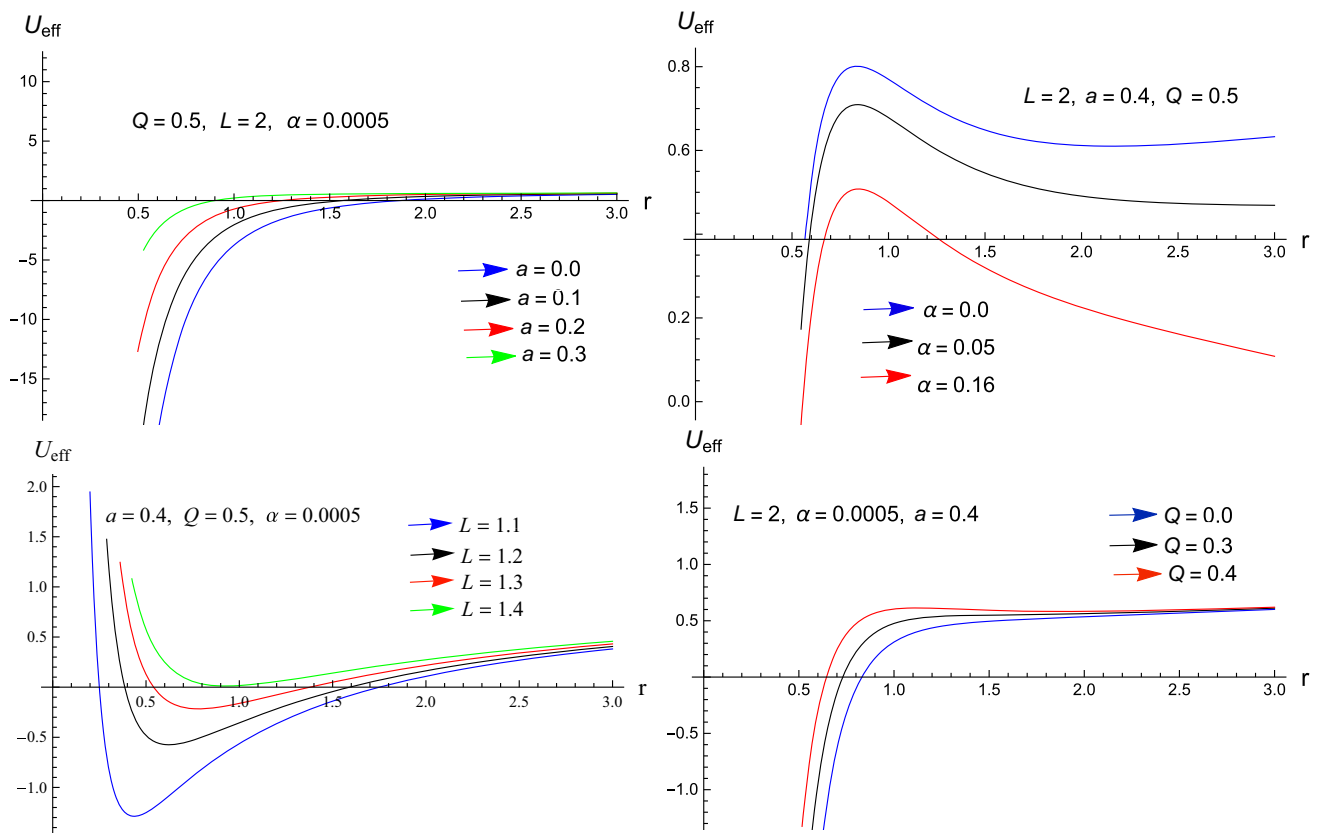 U_eff
10
5
-5
-10
-15
0.5 1.0 1.5 2.0 2.5 3.0 r
Q = 0.5, L = 2, α = 0.0005
a = 0.0
a = 0.1
a = 0.2
a = 0.3
U_eff
0.8
0.6
0.2
0.0
0.5 1.0 1.5 2.0 2.5 3.0 r
L = 2, a = 0.4, Q = 0.5
α = 0.0
α = 0.05
α = 0.16
U_eff
2.0
1.5
1.0
0.5
-0.5
-1.0
0.5 1.0 1.5 2.0 2.5 3.0 r
a = 0.4, Q = 0.5, α = 0.0005
L = 1.1
L = 1.2
L = 1.3
L = 1.4
U_eff
1.5
1.0
0.5
-0.5
-1.0
0.5 1.0 1.5 2.0 2.5 3.0 r
L = 2, α = 0.0005, a = 0.4
Q = 0.0
Q = 0.3
Q = 0.4